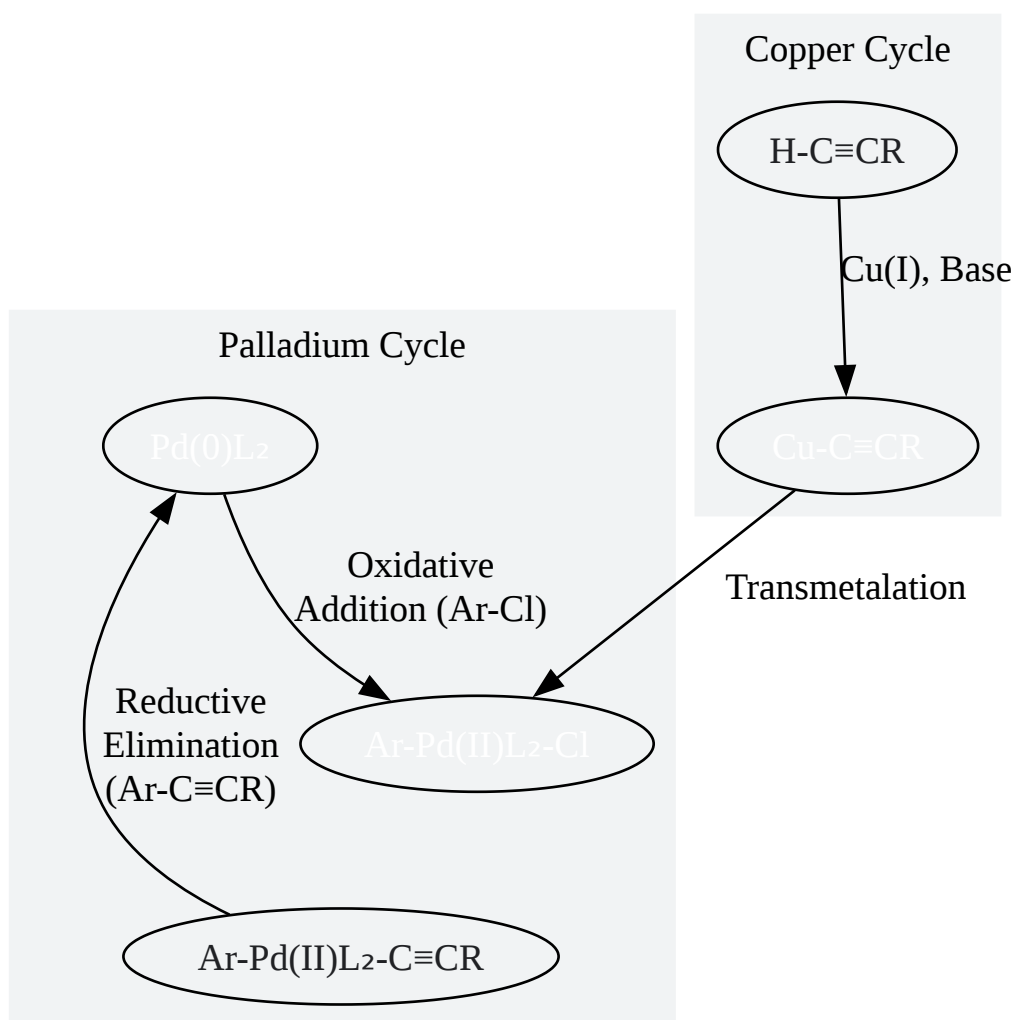 Copper Cycle
H-C≡CR
Cu(I), Base
Palladium Cycle
Pd(0)L₂
Cu-C≡CR
Oxidative
Addition (Ar-Cl)
Transmetalation
Reductive
Elimination
(Ar-C≡CR)
Ar-Pd(II)L₂-Cl
Ar-Pd(II)L₂-C≡CR